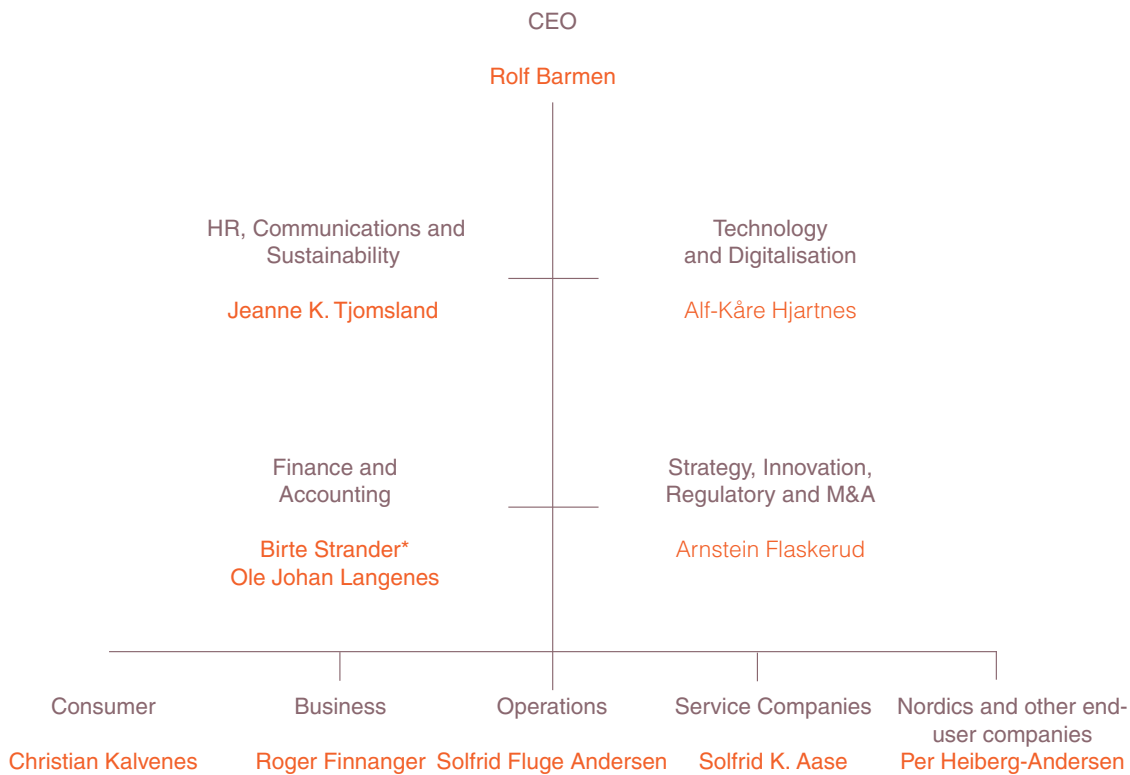 CEO
Rolf Barmen
HR, Communications and
Sustainability
Jeanne K. Tjomsland
Technology
and Digitalisation
Alf-Kåre Hjartnes
Finance and
Accounting
Birte Strander*
Ole Johan Langenes
Strategy, Innovation,
Regulatory and M&A
Arnstein Flaskerud
Consumer
Christian Kalvenes
Business
Roger Finnanger
Operations
Solfrid Fluge Andersen
Service Companies
Solfrid K. Aase
Nordics and other end-
user companies
Per Heiberg-Andersen